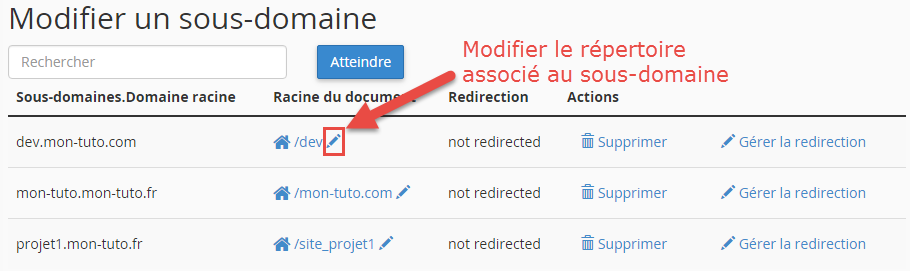 Modifier un sous-domaine
Rechercher
Atteindre
Modifier le répertoire
associé au sous-domaine
Sous-domaines.Domaine racine Racine du document Redirection Actions
dev.mon-tuto.com /dev not redirected Supprimer Gérer la redirection
mon-tuto.mon-tuto.fr /mon-tuto.com not redirected Supprimer Gérer la redirection
projet1.mon-tuto.fr /site_projet1 not redirected Supprimer Gérer la redirection